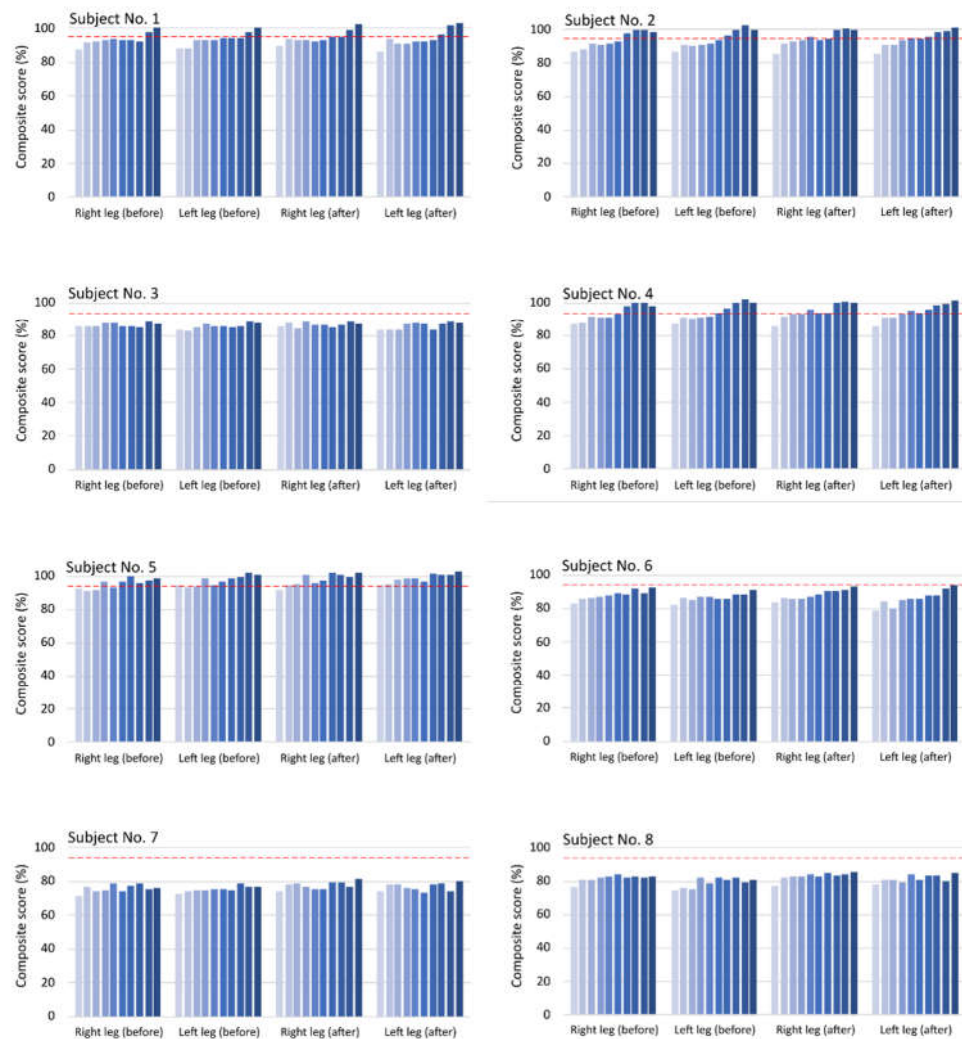 Subject No. 1
Composite score (%)
100
80
60
40
20
0
Right leg (before) Left leg (before) Right leg (after) Left leg (after)
Subject No. 2
Composite score (%)
100
80
60
40
20
0
Right leg (before) Left leg (before) Right leg (after) Left leg (after)
Subject No. 3
Composite score (%)
100
80
60
40
20
0
Right leg (before) Left leg (before) Right leg (after) Left leg (after)
Subject No. 4
Composite score (%)
100
80
60
40
20
0
Right leg (before) Left leg (before) Right leg (after) Left leg (after)
Subject No. 5
Composite score (%)
100
80
60
40
20
0
Right leg (before) Left leg (before) Right leg (after) Left leg (after)
Subject No. 6
Composite score (%)
100
80
60
40
20
0
Right leg (before) Left leg (before) Right leg (after) Left leg (after)
Subject No. 7
Composite score (%)
100
80
60
40
20
0
Right leg (before) Left leg (before) Right leg (after) Left leg (after)
Subject No. 8
Composite score (%)
100
80
60
40
20
0
Right leg (before) Left leg (before) Right leg (after) Left leg (after)